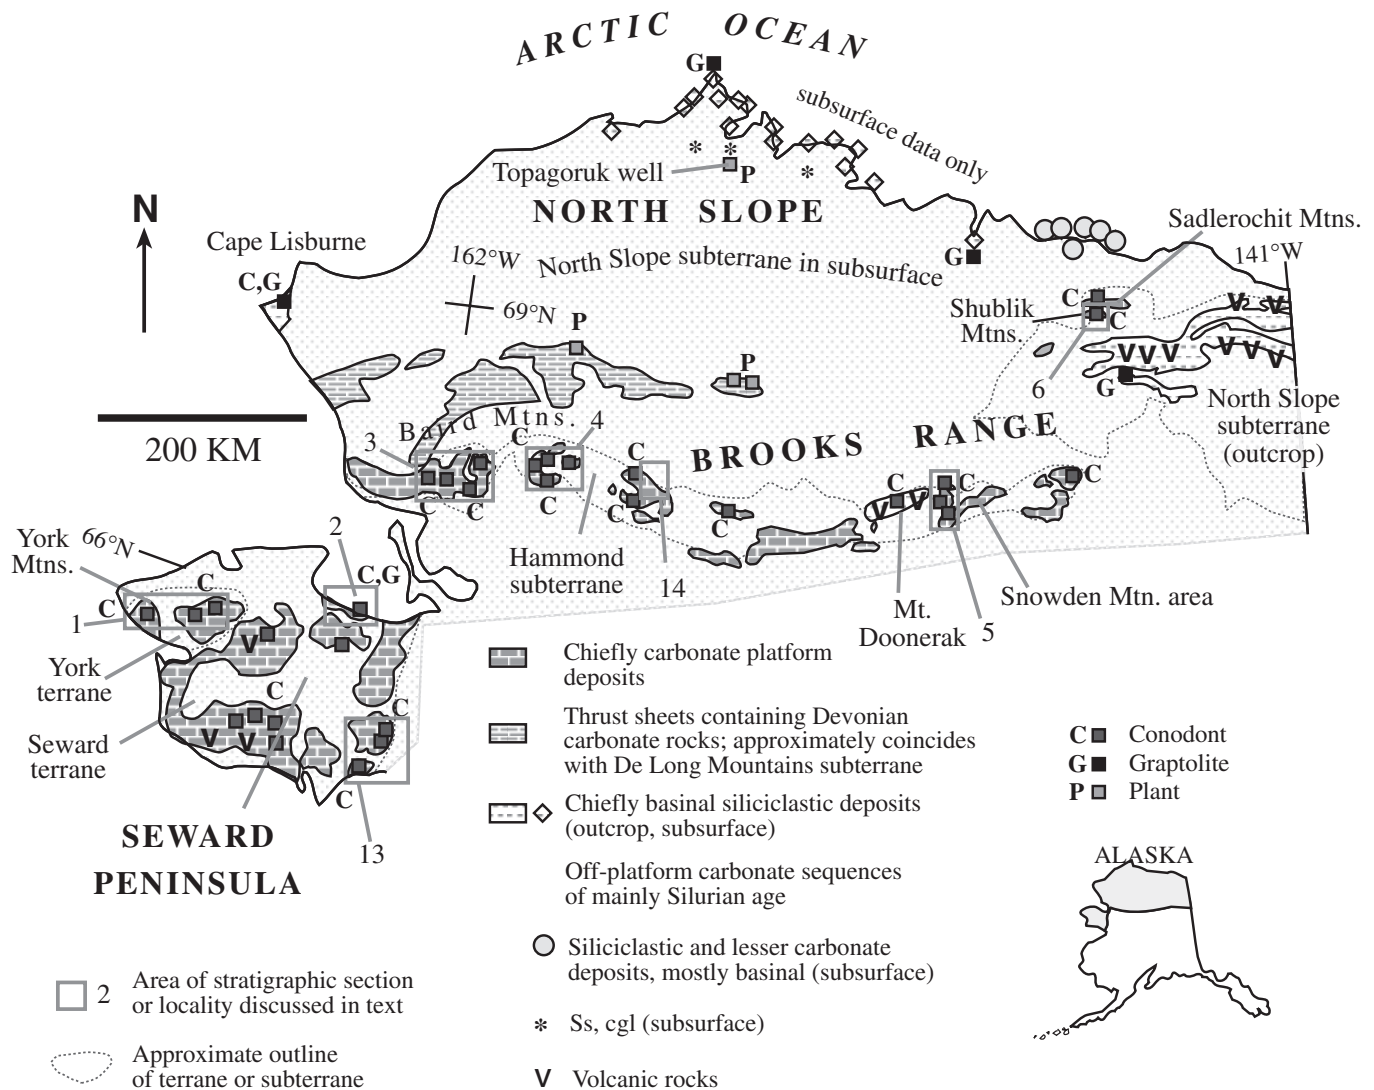 ARCTIC OCEAN
G
subsurface data only
Topagoruk well
* * *
P
NORTH SLOPE
Sadlerochit Mtns.
N
Cape Lisburne
162°W
North Slope subterrane in subsurface
G
141°W
C,G
69°N
C
Shublik
Mtns.
C
V V
P
P
V V V V V V
6
G
200 KM
3
Baird Mtns.
4
C
BROOKS RANGE
North Slope
subterrane
(outcrop)
C
C
C
C
C
C C
C
C
C
V V
2
York
Mtns.
66°N
Hammond
subterrane
14
C,G
C
C
1
Mt.
Doonerak
5
Snowden Mtn. area
V
York
terrane
C
C
Seward
terrane
V V V
C
13
SEWARD
PENINSULA
Chiefly carbonate platform
deposits
Thrust sheets containing Devonian
carbonate rocks; approximately coincides
with De Long Mountains subterrane
Chiefly basinal siliciclastic deposits
(outcrop, subsurface)
Off-platform carbonate sequences
of mainly Silurian age
Siliciclastic and lesser carbonate
deposits, mostly basinal (subsurface)
* Ss, cgl (subsurface)
V Volcanic rocks
C Conodont
G Graptolite
P Plant
ALASKA
2 Area of stratigraphic section
or locality discussed in text
Approximate outline
of terrane or subterrane